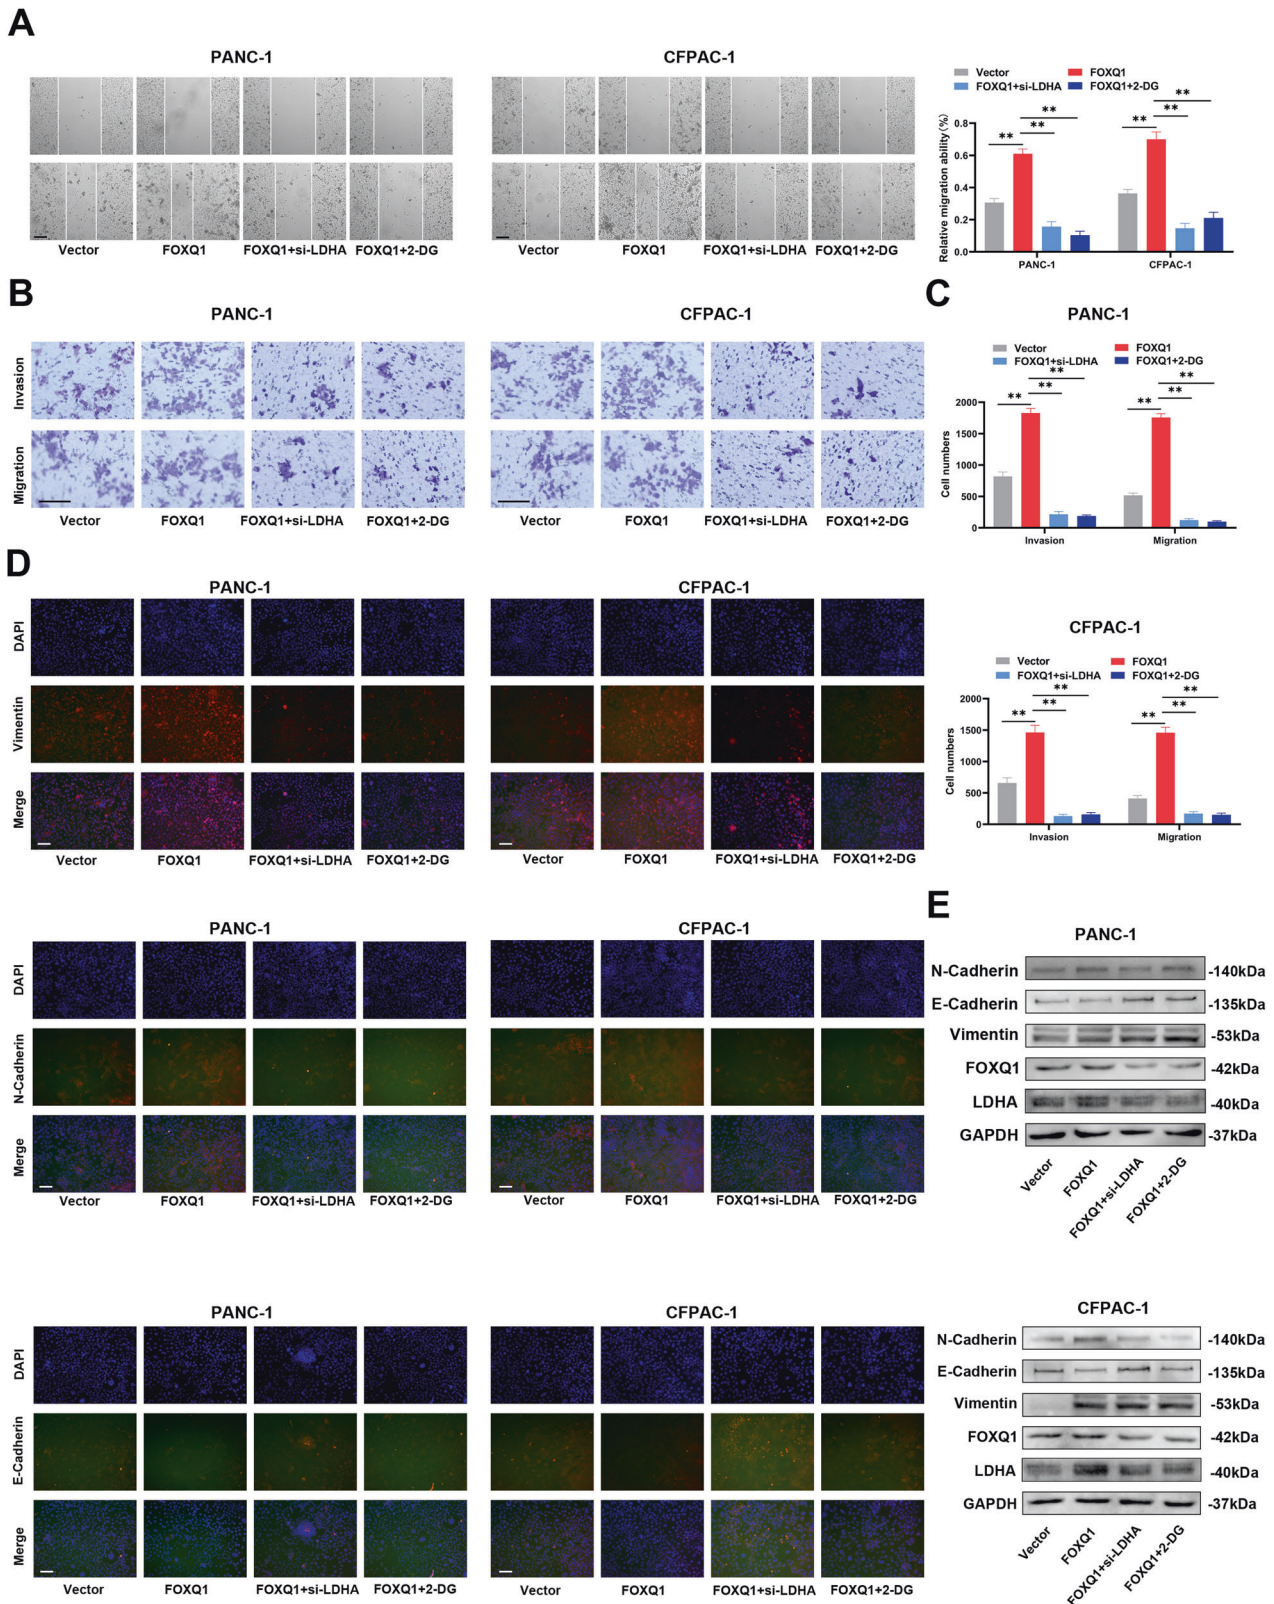 A
PANC-1
CFPAC-1
Vector
FOXQ1
FOXQ1+si-LDHA
FOXQ1+2-DG
Vector
FOXQ1
FOXQ1+si-LDHA
FOXQ1+2-DG
Vector
FOXQ1
FOXQ1+si-LDHA
FOXQ1+2-DG
Relative migration ability(%)
0.8
0.6
0.4
0.2
0.0
**
**
**
**
**
**
PANC-1
CFPAC-1
B
PANC-1
CFPAC-1
Invasion
Migration
Vector
FOXQ1
FOXQ1+si-LDHA
FOXQ1+2-DG
Vector
FOXQ1
FOXQ1+si-LDHA
FOXQ1+2-DG
C
PANC-1
Vector
FOXQ1
FOXQ1+si-LDHA
FOXQ1+2-DG
Cell numbers
2000
1500
1000
500
0
**
**
**
**
**
**
Invasion
Migration
CFPAC-1
Vector
FOXQ1
FOXQ1+si-LDHA
FOXQ1+2-DG
Cell numbers
2000
1500
1000
500
0
**
**
**
**
**
**
Invasion
Migration
D
PANC-1
CFPAC-1
DAPI
Vimentin
Merge
Vector
FOXQ1
FOXQ1+si-LDHA
FOXQ1+2-DG
Vector
FOXQ1
FOXQ1+si-LDHA
FOXQ1+2-DG
PANC-1
CFPAC-1
DAPI
N-Cadherin
Merge
Vector
FOXQ1
FOXQ1+si-LDHA
FOXQ1+2-DG
Vector
FOXQ1
FOXQ1+si-LDHA
FOXQ1+2-DG
PANC-1
CFPAC-1
DAPI
E-Cadherin
Merge
Vector
FOXQ1
FOXQ1+si-LDHA
FOXQ1+2-DG
Vector
FOXQ1
FOXQ1+si-LDHA
FOXQ1+2-DG
E
PANC-1
N-Cadherin -140kDa
E-Cadherin -135kDa
Vimentin -53kDa
FOXQ1 -42kDa
LDHA -40kDa
GAPDH -37kDa
Vector
FOXQ1
FOXQ1+si-LDHA
FOXQ1+2-DG
CFPAC-1
N-Cadherin -140kDa
E-Cadherin -135kDa
Vimentin -53kDa
FOXQ1 -42kDa
LDHA -40kDa
GAPDH -37kDa
Vector
FOXQ1
FOXQ1+si-LDHA
FOXQ1+2-DG